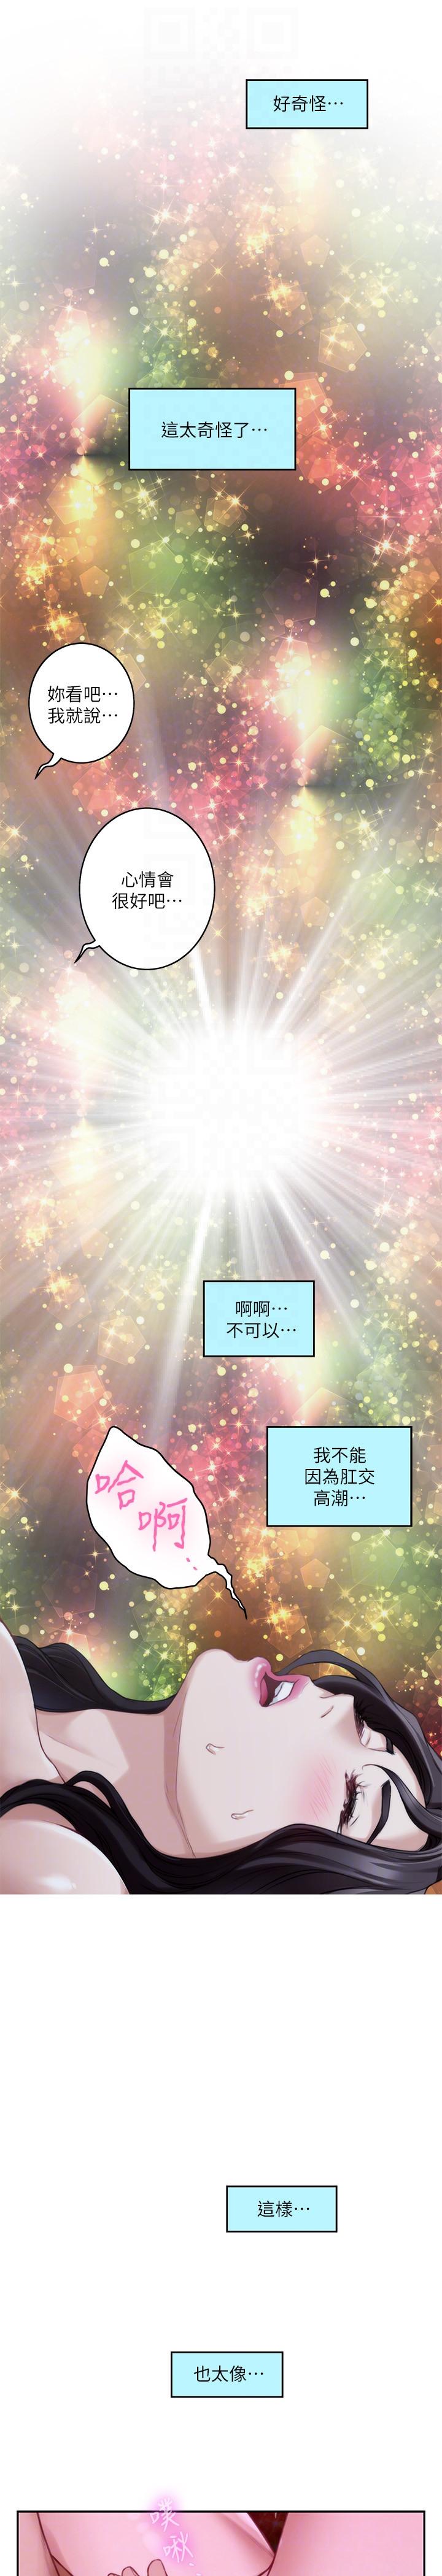 好奇怪⋯
這太奇怪了⋯
妳看吧⋯
我就說⋯
心情會
很好吧⋯
啊啊⋯
不可以⋯
我不能
因為肛交
高潮⋯
哈
啊⋯
這樣⋯
也太像⋯
噗
啾